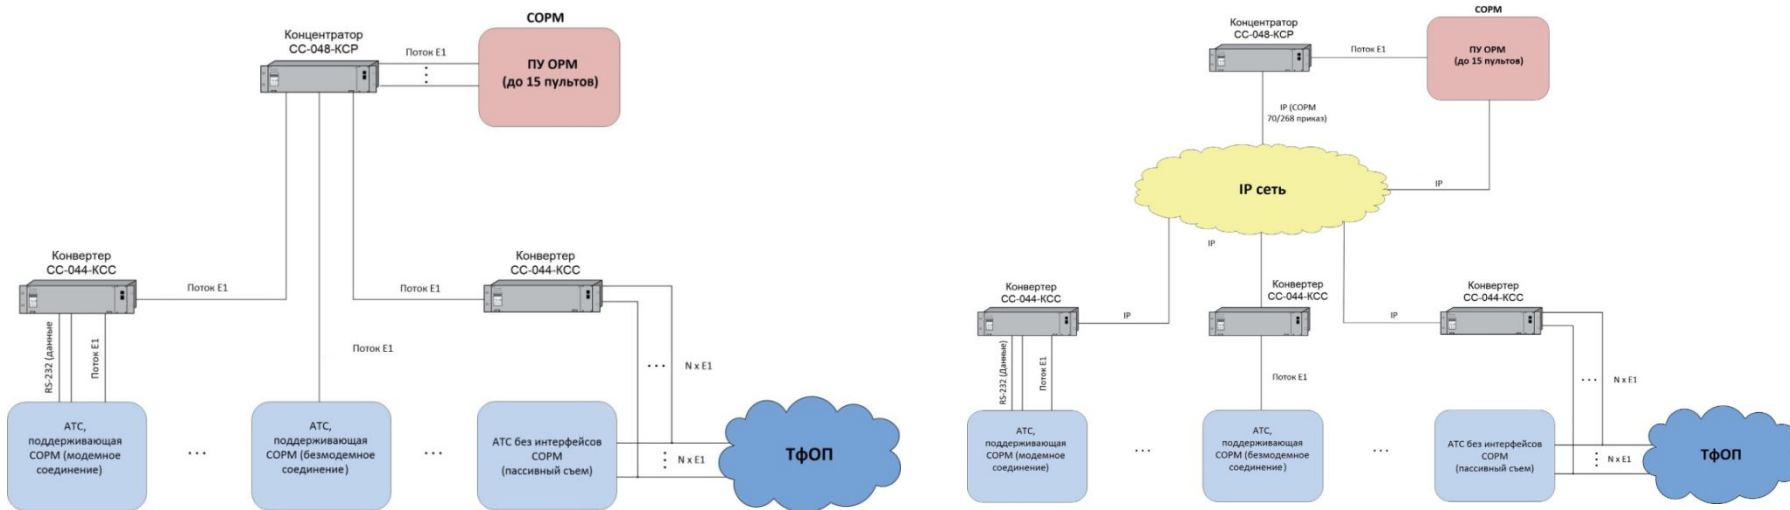 СОРМ
Концентратор
СС-048-КСР
Поток Е1
ПУ ОРМ
(до 15 пультов)
Конвертер
СС-044-КСС
Конвертер
СС-044-КСС
Поток Е1
Поток Е1
RS-232 (данные)
Поток Е1
Поток Е1
N x E1
АТС,
поддерживающая
СОРМ (модемное
соединение)
...
АТС,
поддерживающая
СОРМ (безмодемное
соединение)
...
АТС без интерфейсов
СОРМ
(пассивный съем)
N x E1
ТфОП
СОРМ
Концентратор
СС-048-КСР
Поток Е1
ПУ ОРМ
(до 15 пультов)
IP (СОРМ
70/268 приказ)
IP сеть
IP
IP
Конвертер
СС-044-КСС
Конвертер
СС-044-КСС
Конвертер
СС-044-КСС
IP
IP
RS-232 (Данные)
Поток Е1
Поток Е1
...
N x E1
АТС,
поддерживающая
СОРМ (модемное
соединение)
...
АТС,
поддерживающая
СОРМ (безмодемное
соединение)
...
АТС без интерфейсов
СОРМ
(пассивный съем)
N x E1
ТфОП